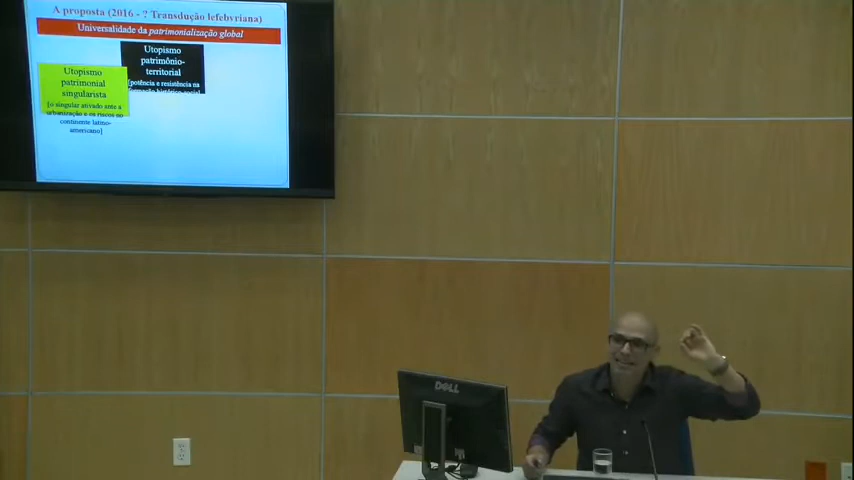 A proposta (2016 - ? Transdução lefebvriana)
Universalidade da patrimonialização global
Utopismo
patrimônio-
territorial
[potência e resistência na
Utopismo
patrimonial
singularista
[o singular ativado ante a
urbanização e os riscos no
continente latino-
americano]
DELL